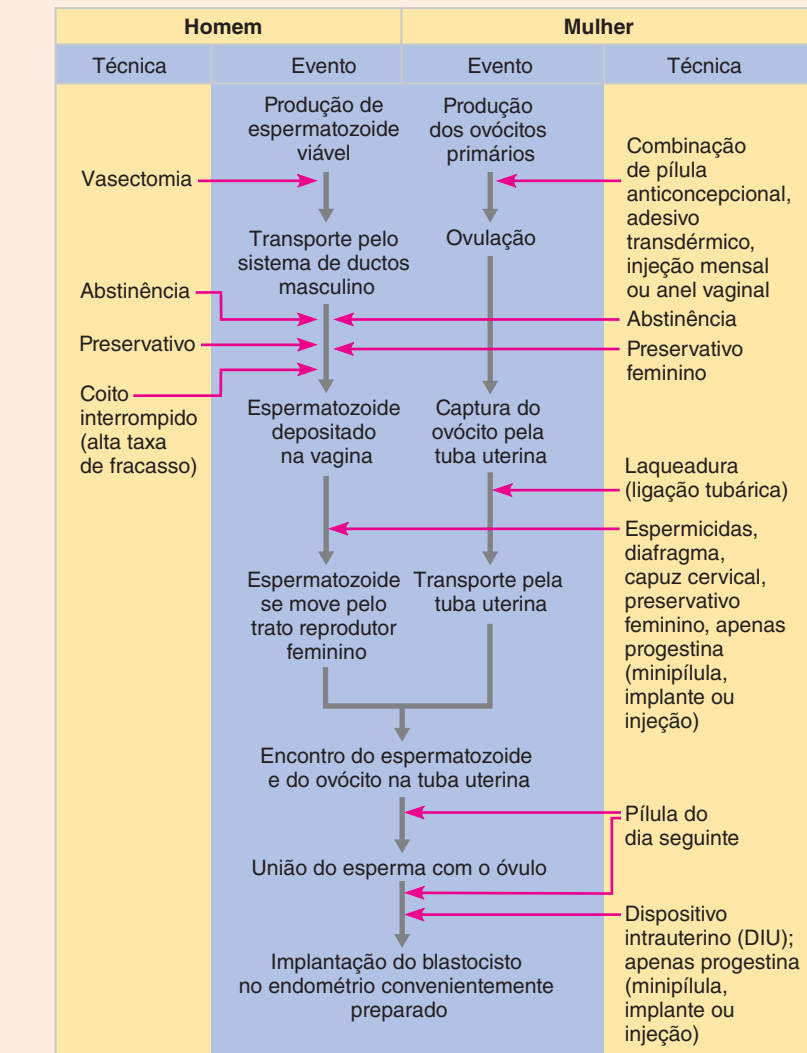 Homem
Mulher
Técnica
Evento
Evento
Técnica
Produção de
espermatozoide
viável
Produção
dos ovócitos
primários
Vasectomia
Combinação
de pílula
anticoncepcional,
adesivo
transdérmico,
injeção mensal
ou anel vaginal
Transporte pelo
sistema de ductos
masculino
Ovulação
Abstinência
Abstinência
Preservativo
Preservativo
feminino
Coito
interrompido
(alta taxa
de fracasso)
Espermatozoide
depositado
na vagina
Captura do
ovócito pela
tuba uterina
Laqueadura
(ligação tubárica)
Espermicidas,
diafragma,
capuz cervical,
preservativo
feminino, apenas
progestina
(minipílula,
implante ou
injeção)
Espermatozoide
se move pelo
trato reprodutor
feminino
Transporte pela
tuba uterina
Encontro do espermatozoide
e do ovócito na tuba uterina
Pílula do
dia seguinte
União do esperma com o óvulo
Dispositivo
intrauterino (DIU);
apenas progestina
(minipílula,
implante ou
injeção)
Implantação do blastocisto
no endométrio convenientemente
preparado